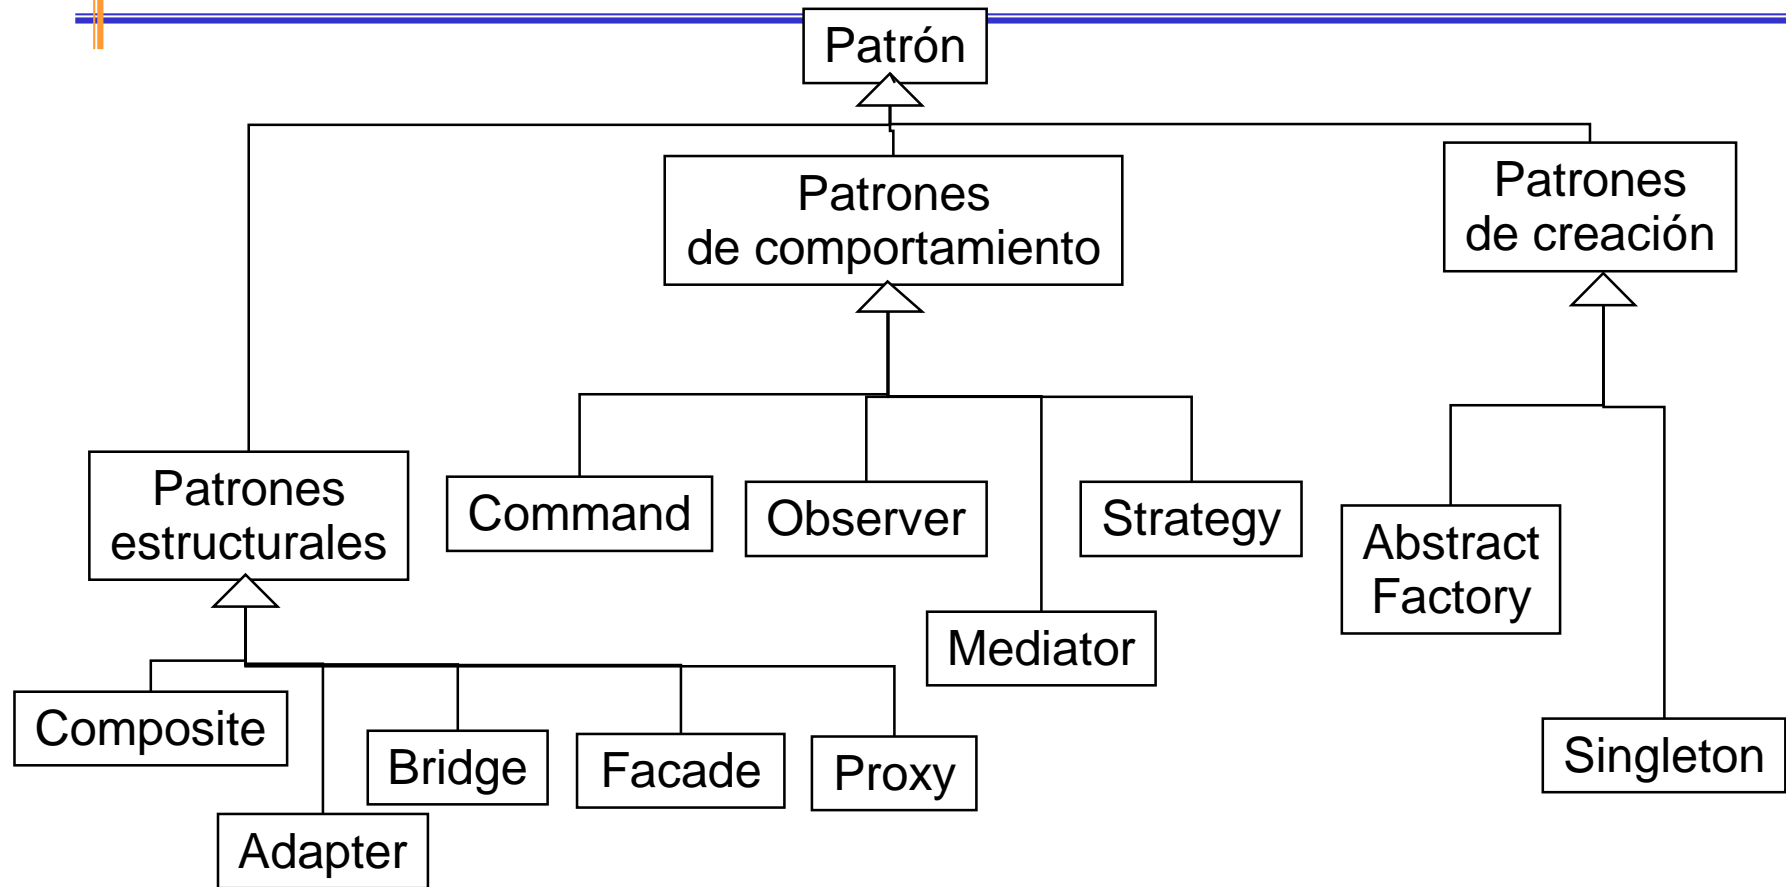 Patrón
Patrones
de comportamiento
Patrones
de creación
Patrones
estructurales
Command
Observer
Strategy
Abstract
Factory
Mediator
Composite
Bridge
Facade
Proxy
Singleton
Adapter